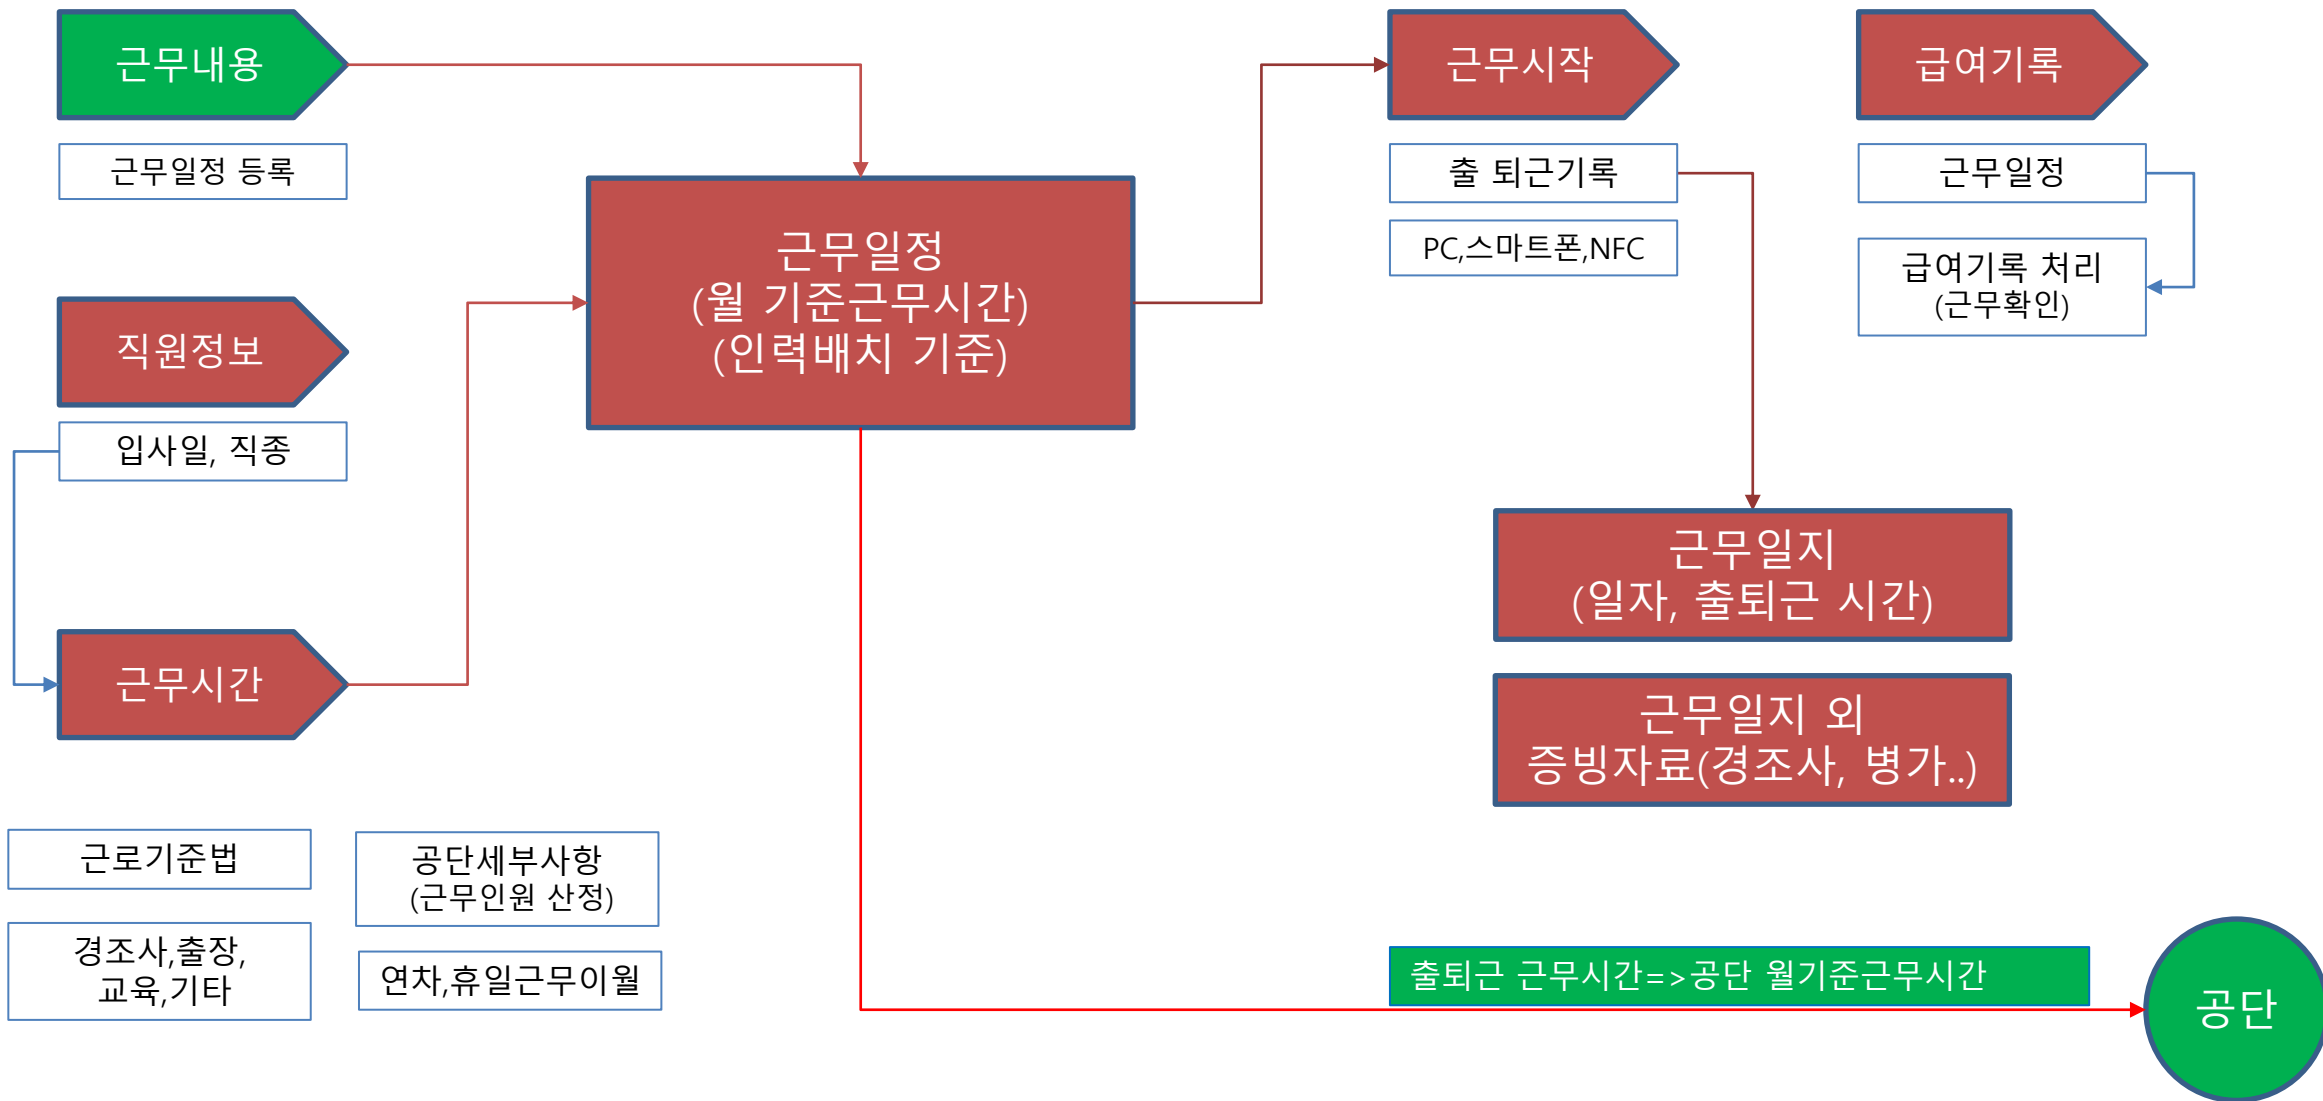 근무내용
근무일정 등록
직원정보
입사일, 직종
근무시간
근로기준법
경조사,출장,
교육,기타
공단세부사항
(근무인원 산정)
연차,휴일근무이월
근무일정
(월 기준근무시간)
(인력배치 기준)
근무시작
출 퇴근기록
PC,스마트폰,NFC
급여기록
근무일정
급여기록 처리
(근무확인)
근무일지
(일자, 출퇴근 시간)
근무일지 외
증빙자료(경조사, 병가..)
출퇴근 근무시간=>공단 월기준근무시간
공단